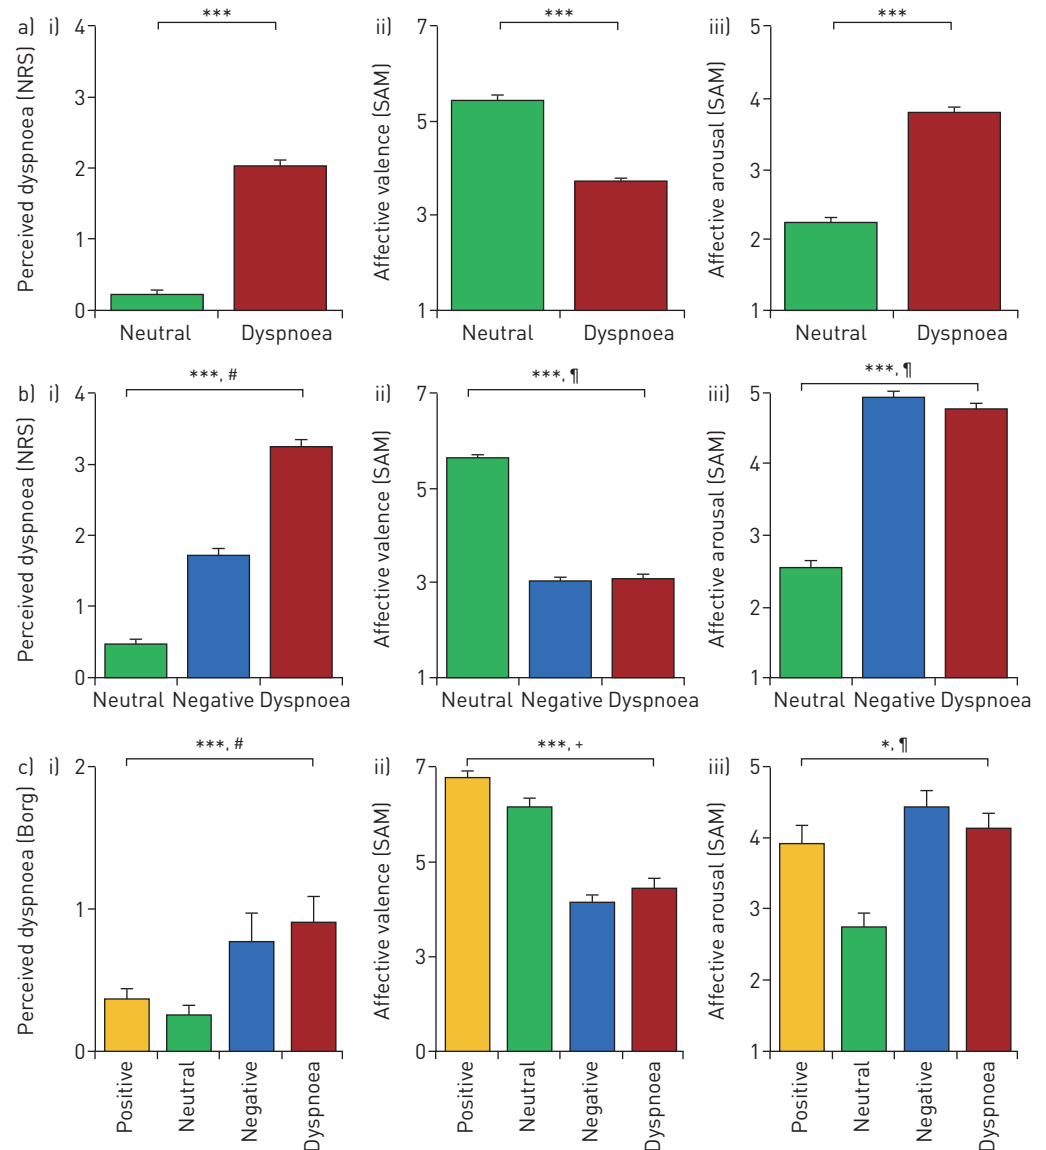 a) i)
Perceived dyspnoea (NRS)
4
3
2
1
0
***
Neutral Dyspnoea
ii)
Affective valence (SAM)
7
5
3
1
***
Neutral Dyspnoea
iii)
Affective arousal (SAM)
5
4
3
2
1
***
Neutral Dyspnoea
b) i)
Perceived dyspnoea (NRS)
4
3
2
1
0
***, #
Neutral Negative Dyspnoea
ii)
Affective valence (SAM)
7
5
3
1
***, ¶
Neutral Negative Dyspnoea
iii)
Affective arousal (SAM)
5
4
3
2
1
***, ¶
Neutral Negative Dyspnoea
c) i)
Perceived dyspnoea (Borg)
2
1
0
***, #
Positive
Neutral
Negative
Dyspnoea
ii)
Affective valence (SAM)
7
5
3
0
***, +
Positive
Neutral
Negative
Dyspnoea
iii)
Affective arousal (SAM)
5
4
3
2
1
*, ¶
Positive
Neutral
Negative
Dyspnoea